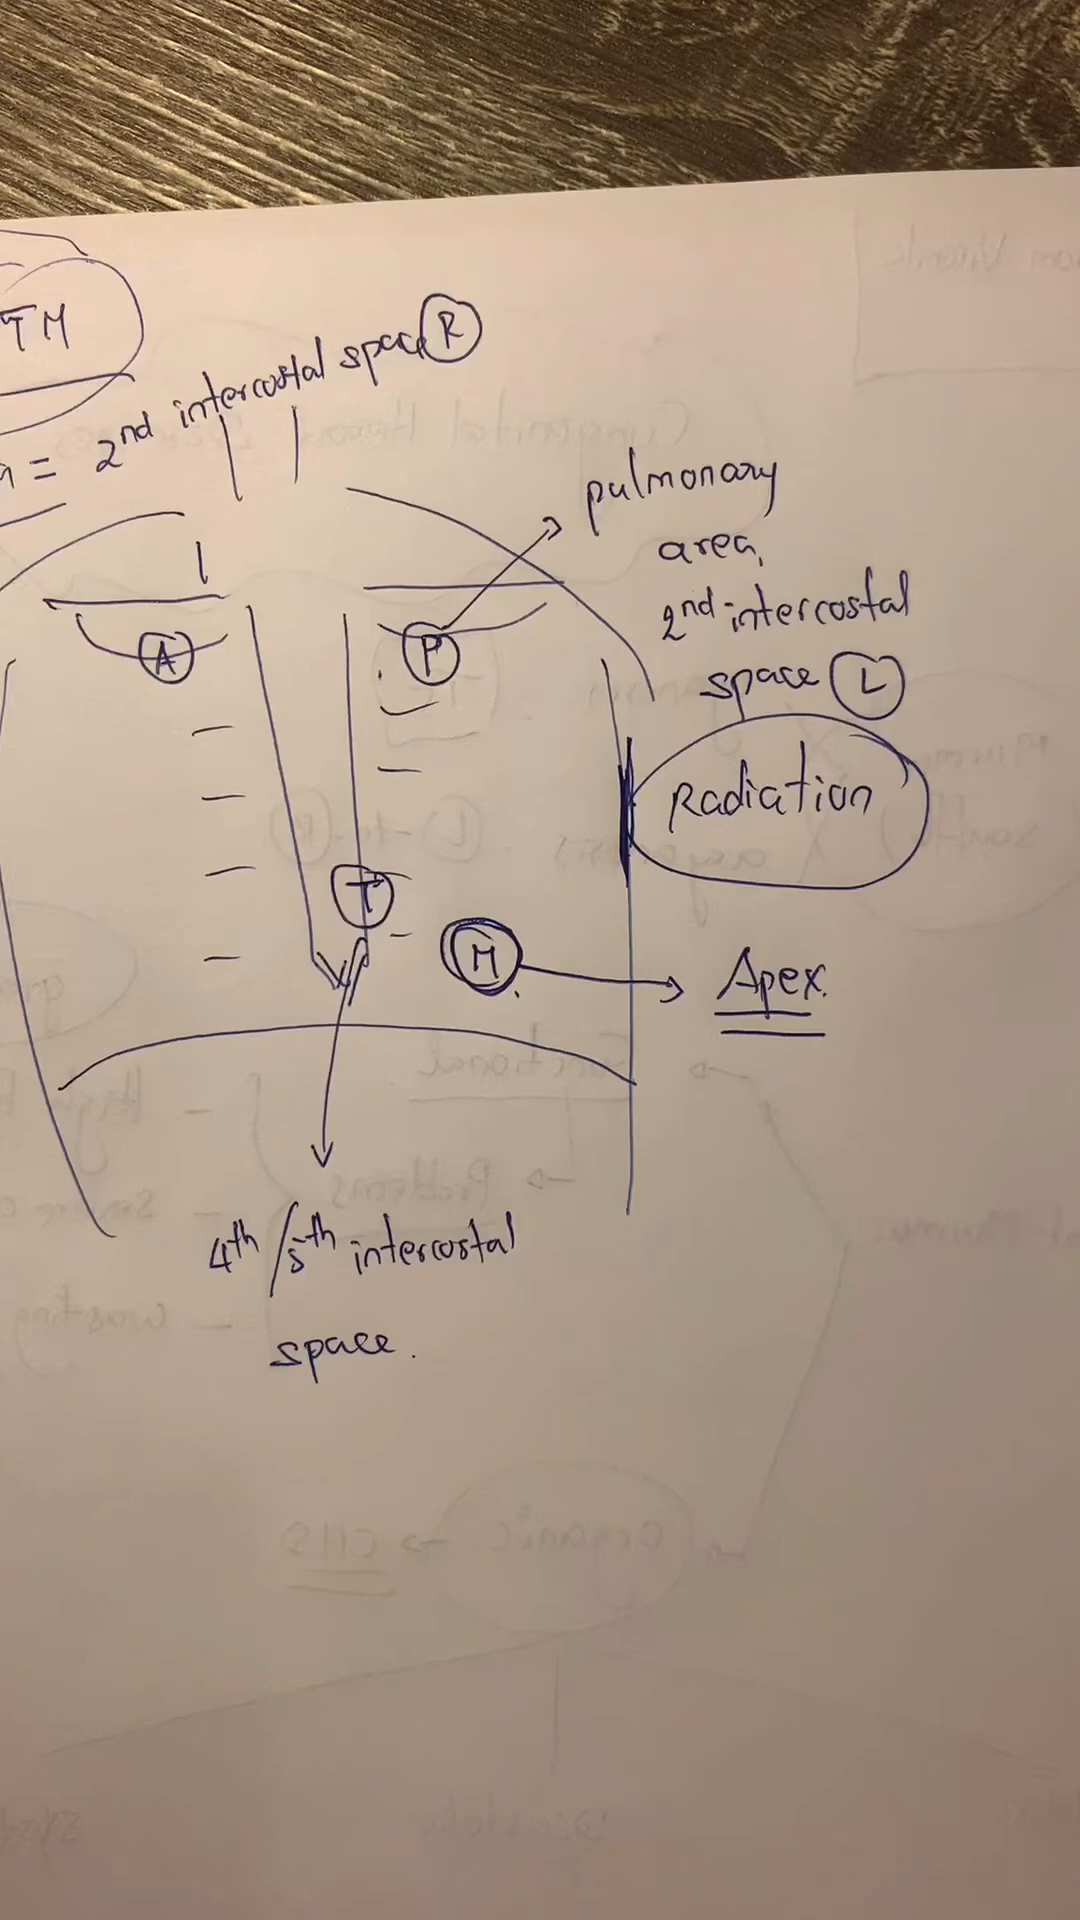 TM
= 2nd intercostal space R
pulmonary
area,
2nd intercostal
space L
A
P
Radiation
T
M
Apex.
4th/5th intercostal
space.